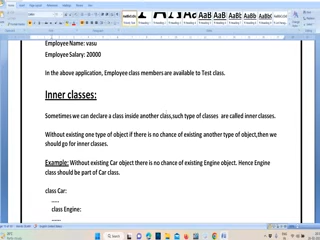 Employee Name: vasu
Employee Salary: 20000
In the above application, Employee class members are available to Test class.
Inner classes:
Sometimes we can declare a class inside another class,such type of classes are called inner classes.
Without existing one type of object if there is no chance of existing another type of object,then we
should go for inner classes.
Example: Without existing Car object there is no chance of existing Engine object. Hence Engine
class should be part of Car class.
class Car:
-----
class Engine:
-----
Search